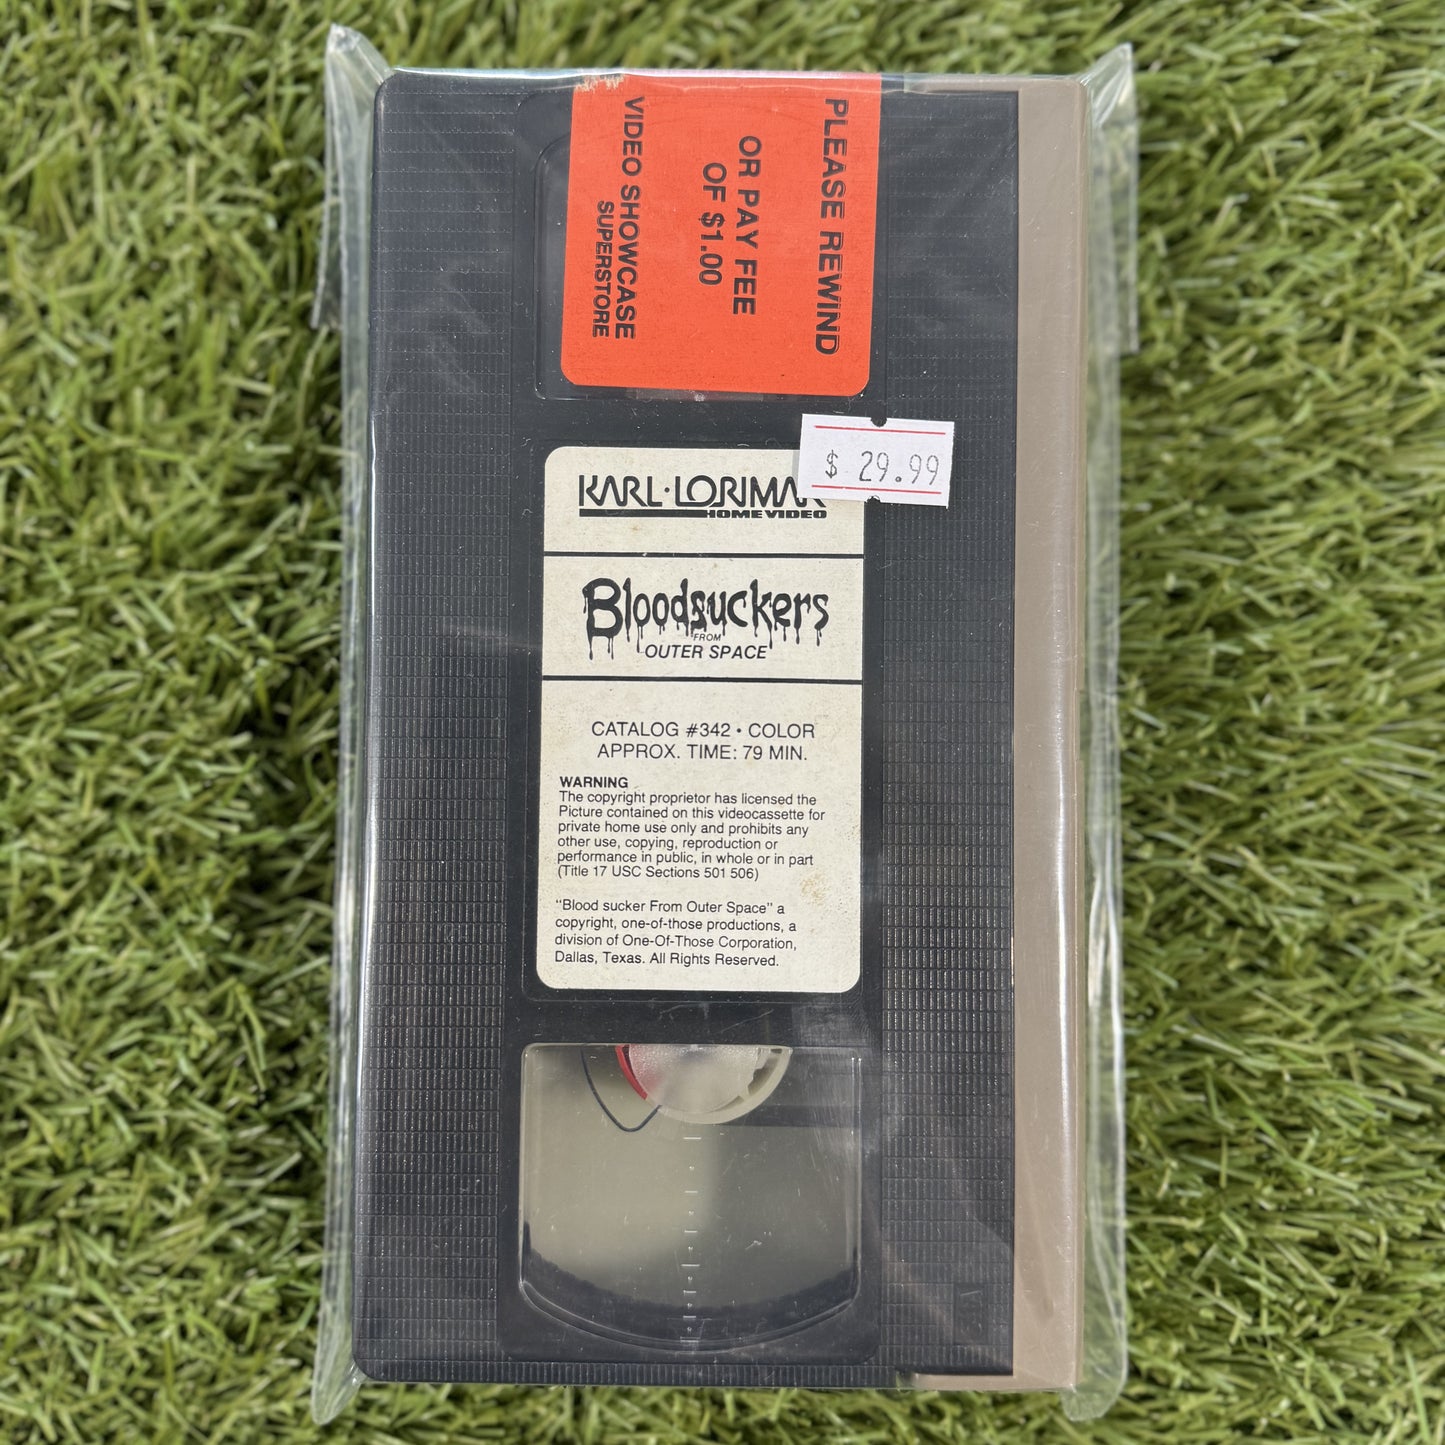 PLEASE REWIND
OR PAY FEE
OF $1.00
VIDEO SHOWCASE
SUPERSTORE
$ 29.99
KARL·LORIMAR
HOME VIDEO
Bloodsuckers
FROM
OUTER SPACE
CATALOG #342 • COLOR
APPROX. TIME: 79 MIN.
WARNING
The copyright proprietor has licensed the
Picture contained on this videocassette for
private home use only and prohibits any
other use, copying, reproduction or
performance in public, in whole or in part
(Title 17 USC Sections 501 506)
"Blood sucker From Outer Space" a
copyright, one-of-those productions, a
division of One-Of-Those Corporation,
Dallas, Texas. All Rights Reserved.